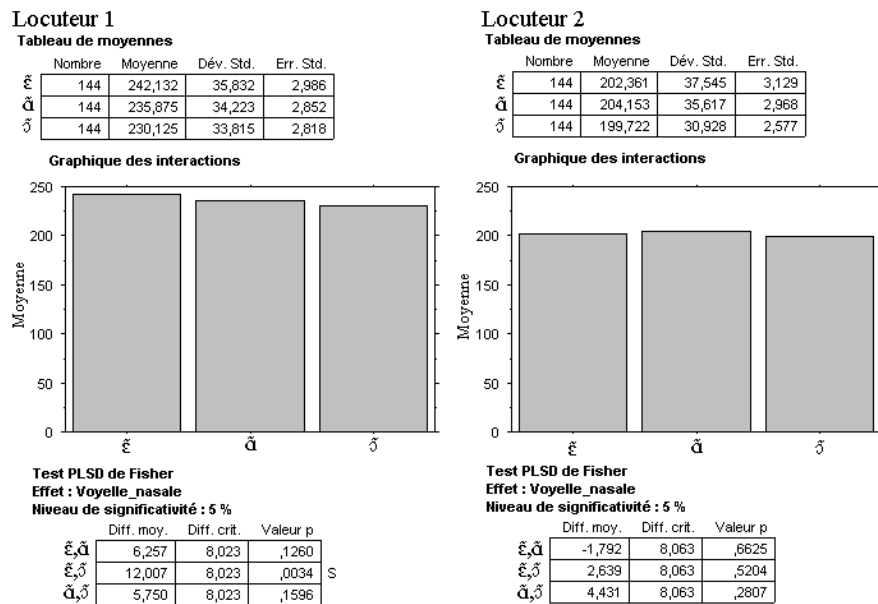 Locuteur 1
Tableau de moyennes
Nombre Moyenne Dév. Std. Err. Std.
ɛ̃ 144 242,132 35,832 2,986
ɑ̃ 144 235,875 34,223 2,852
ɔ̃ 144 230,125 33,815 2,818
Graphique des interactions
250
200
150
100
50
0
Moyenne
ɛ̃ ɑ̃ ɔ̃
Test PLSD de Fisher
Effet : Voyelle_nasale
Niveau de significativité : 5 %
Diff. moy. Diff. crit. Valeur p
ɛ̃,ɑ̃ 6,257 8,023 ,1260
ɛ̃,ɔ̃ 12,007 8,023 ,0034 S
ɑ̃,ɔ̃ 5,750 8,023 ,1596
Locuteur 2
Tableau de moyennes
Nombre Moyenne Dév. Std. Err. Std.
ɛ̃ 144 202,361 37,545 3,129
ɑ̃ 144 204,153 35,617 2,968
ɔ̃ 144 199,722 30,928 2,577
Graphique des interactions
250
200
150
100
50
0
Moyenne
ɛ̃ ɑ̃ ɔ̃
Test PLSD de Fisher
Effet : Voyelle_nasale
Niveau de significativité : 5 %
Diff. moy. Diff. crit. Valeur p
ɛ̃,ɑ̃ -1,792 8,063 ,6625
ɛ̃,ɔ̃ 2,639 8,063 ,5204
ɑ̃,ɔ̃ 4,431 8,063 ,2807